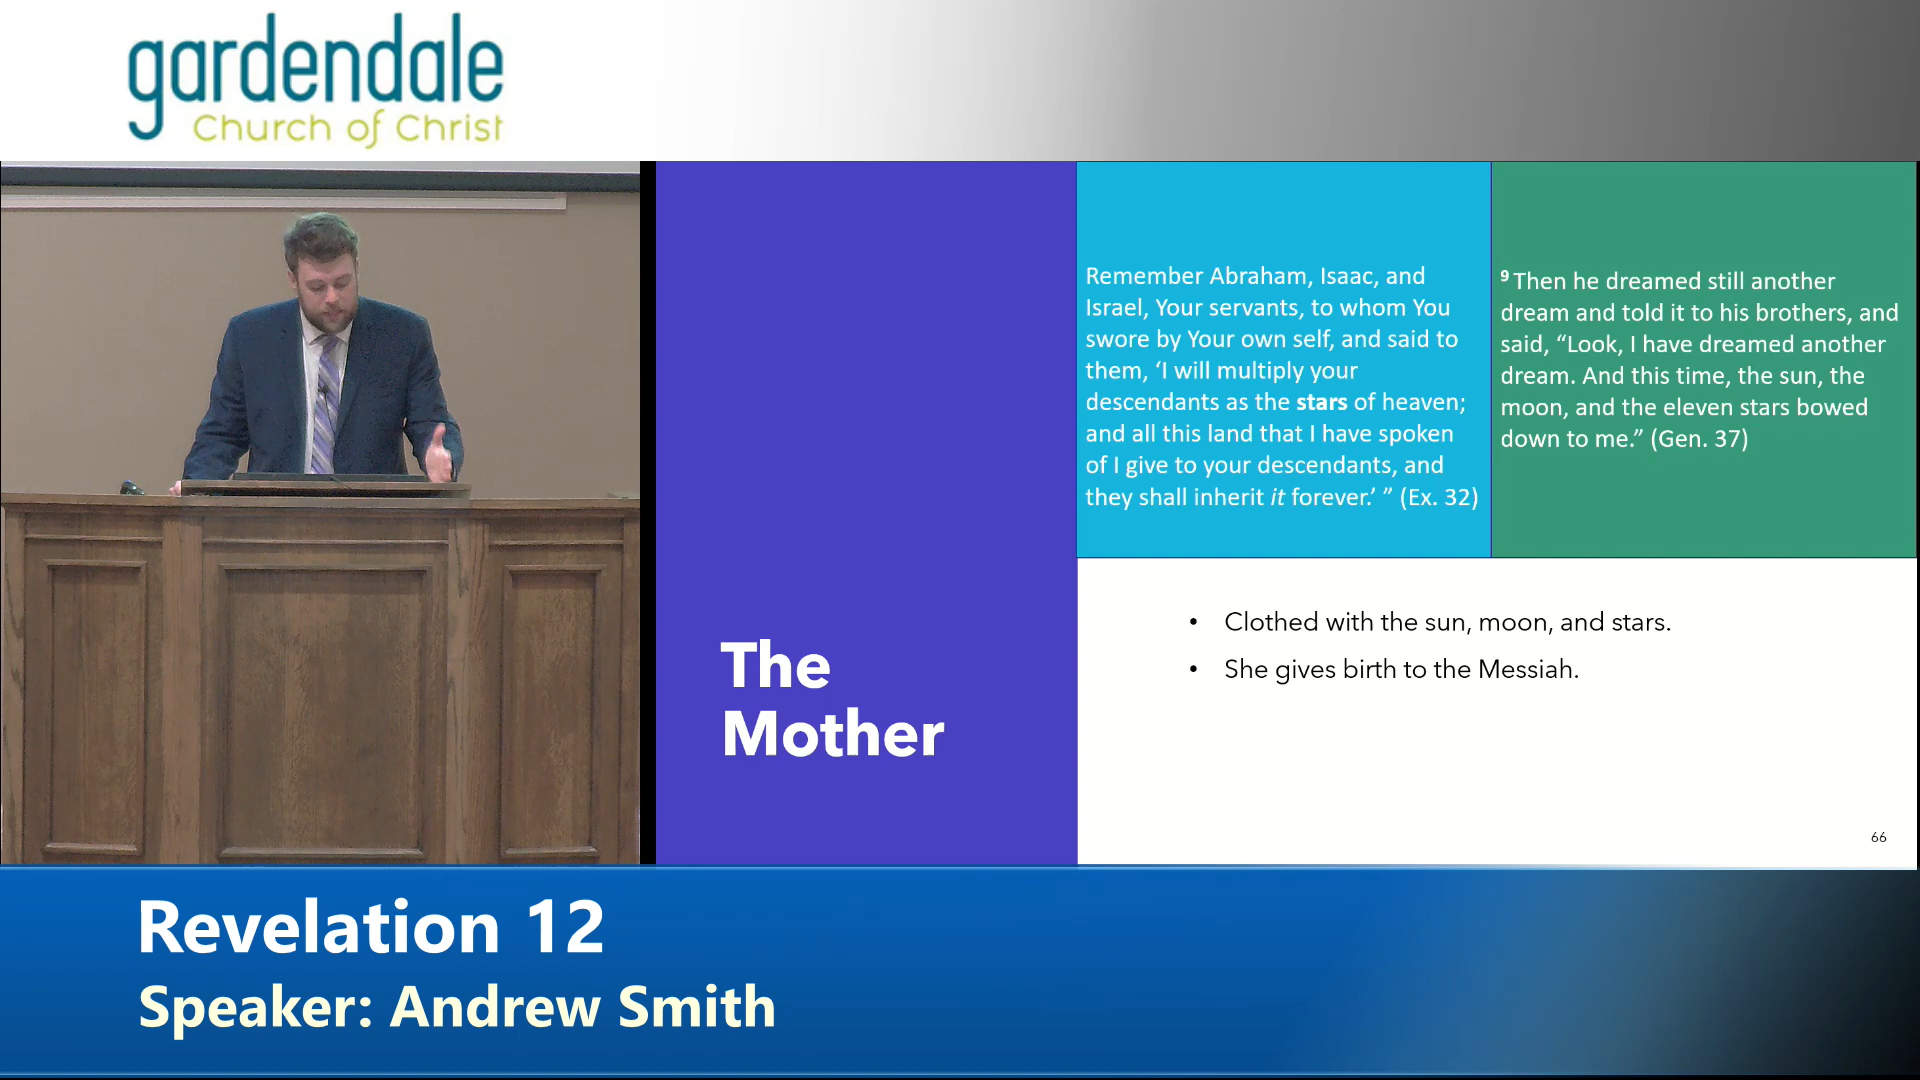 gardendale
Church of Christ
Remember Abraham, Isaac, and
Israel, Your servants, to whom You
swore by Your own self, and said to
them, ‘I will multiply your
descendants as the stars of heaven;
and all this land that I have spoken
of I give to your descendants, and
they shall inherit it forever.’ ” (Ex. 32)
9 Then he dreamed still another
dream and told it to his brothers, and
said, “Look, I have dreamed another
dream. And this time, the sun, the
moon, and the eleven stars bowed
down to me.” (Gen. 37)
The
Mother
• Clothed with the sun, moon, and stars.
• She gives birth to the Messiah.
66
Revelation 12
Speaker: Andrew Smith